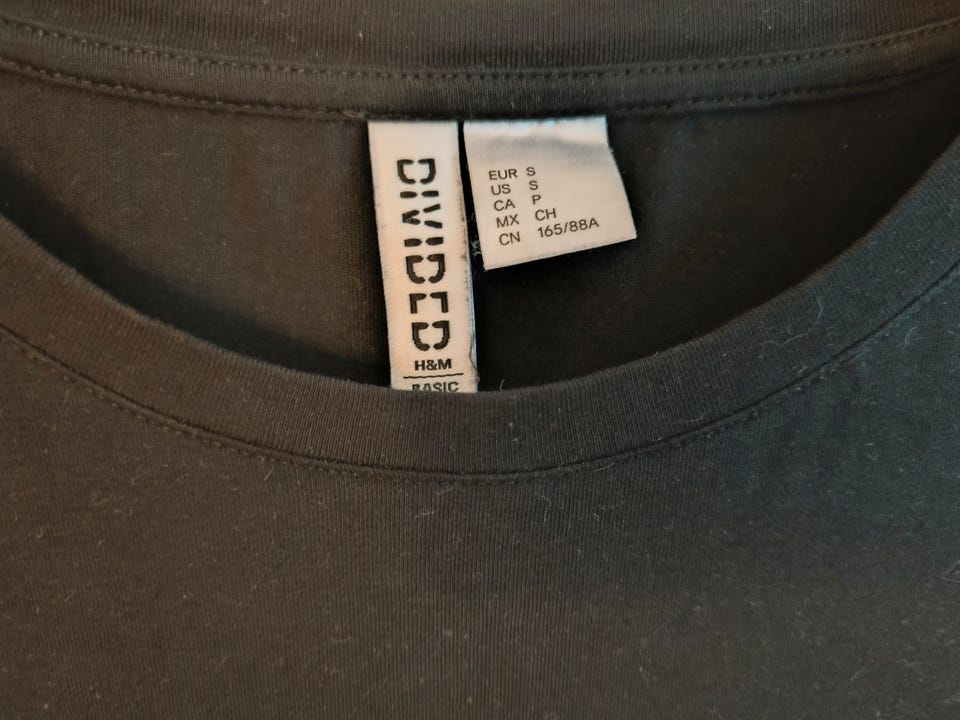 DIVIDED
H&M
BASIC
EUR S
US S
CA P
MX CH
CN 165/88A